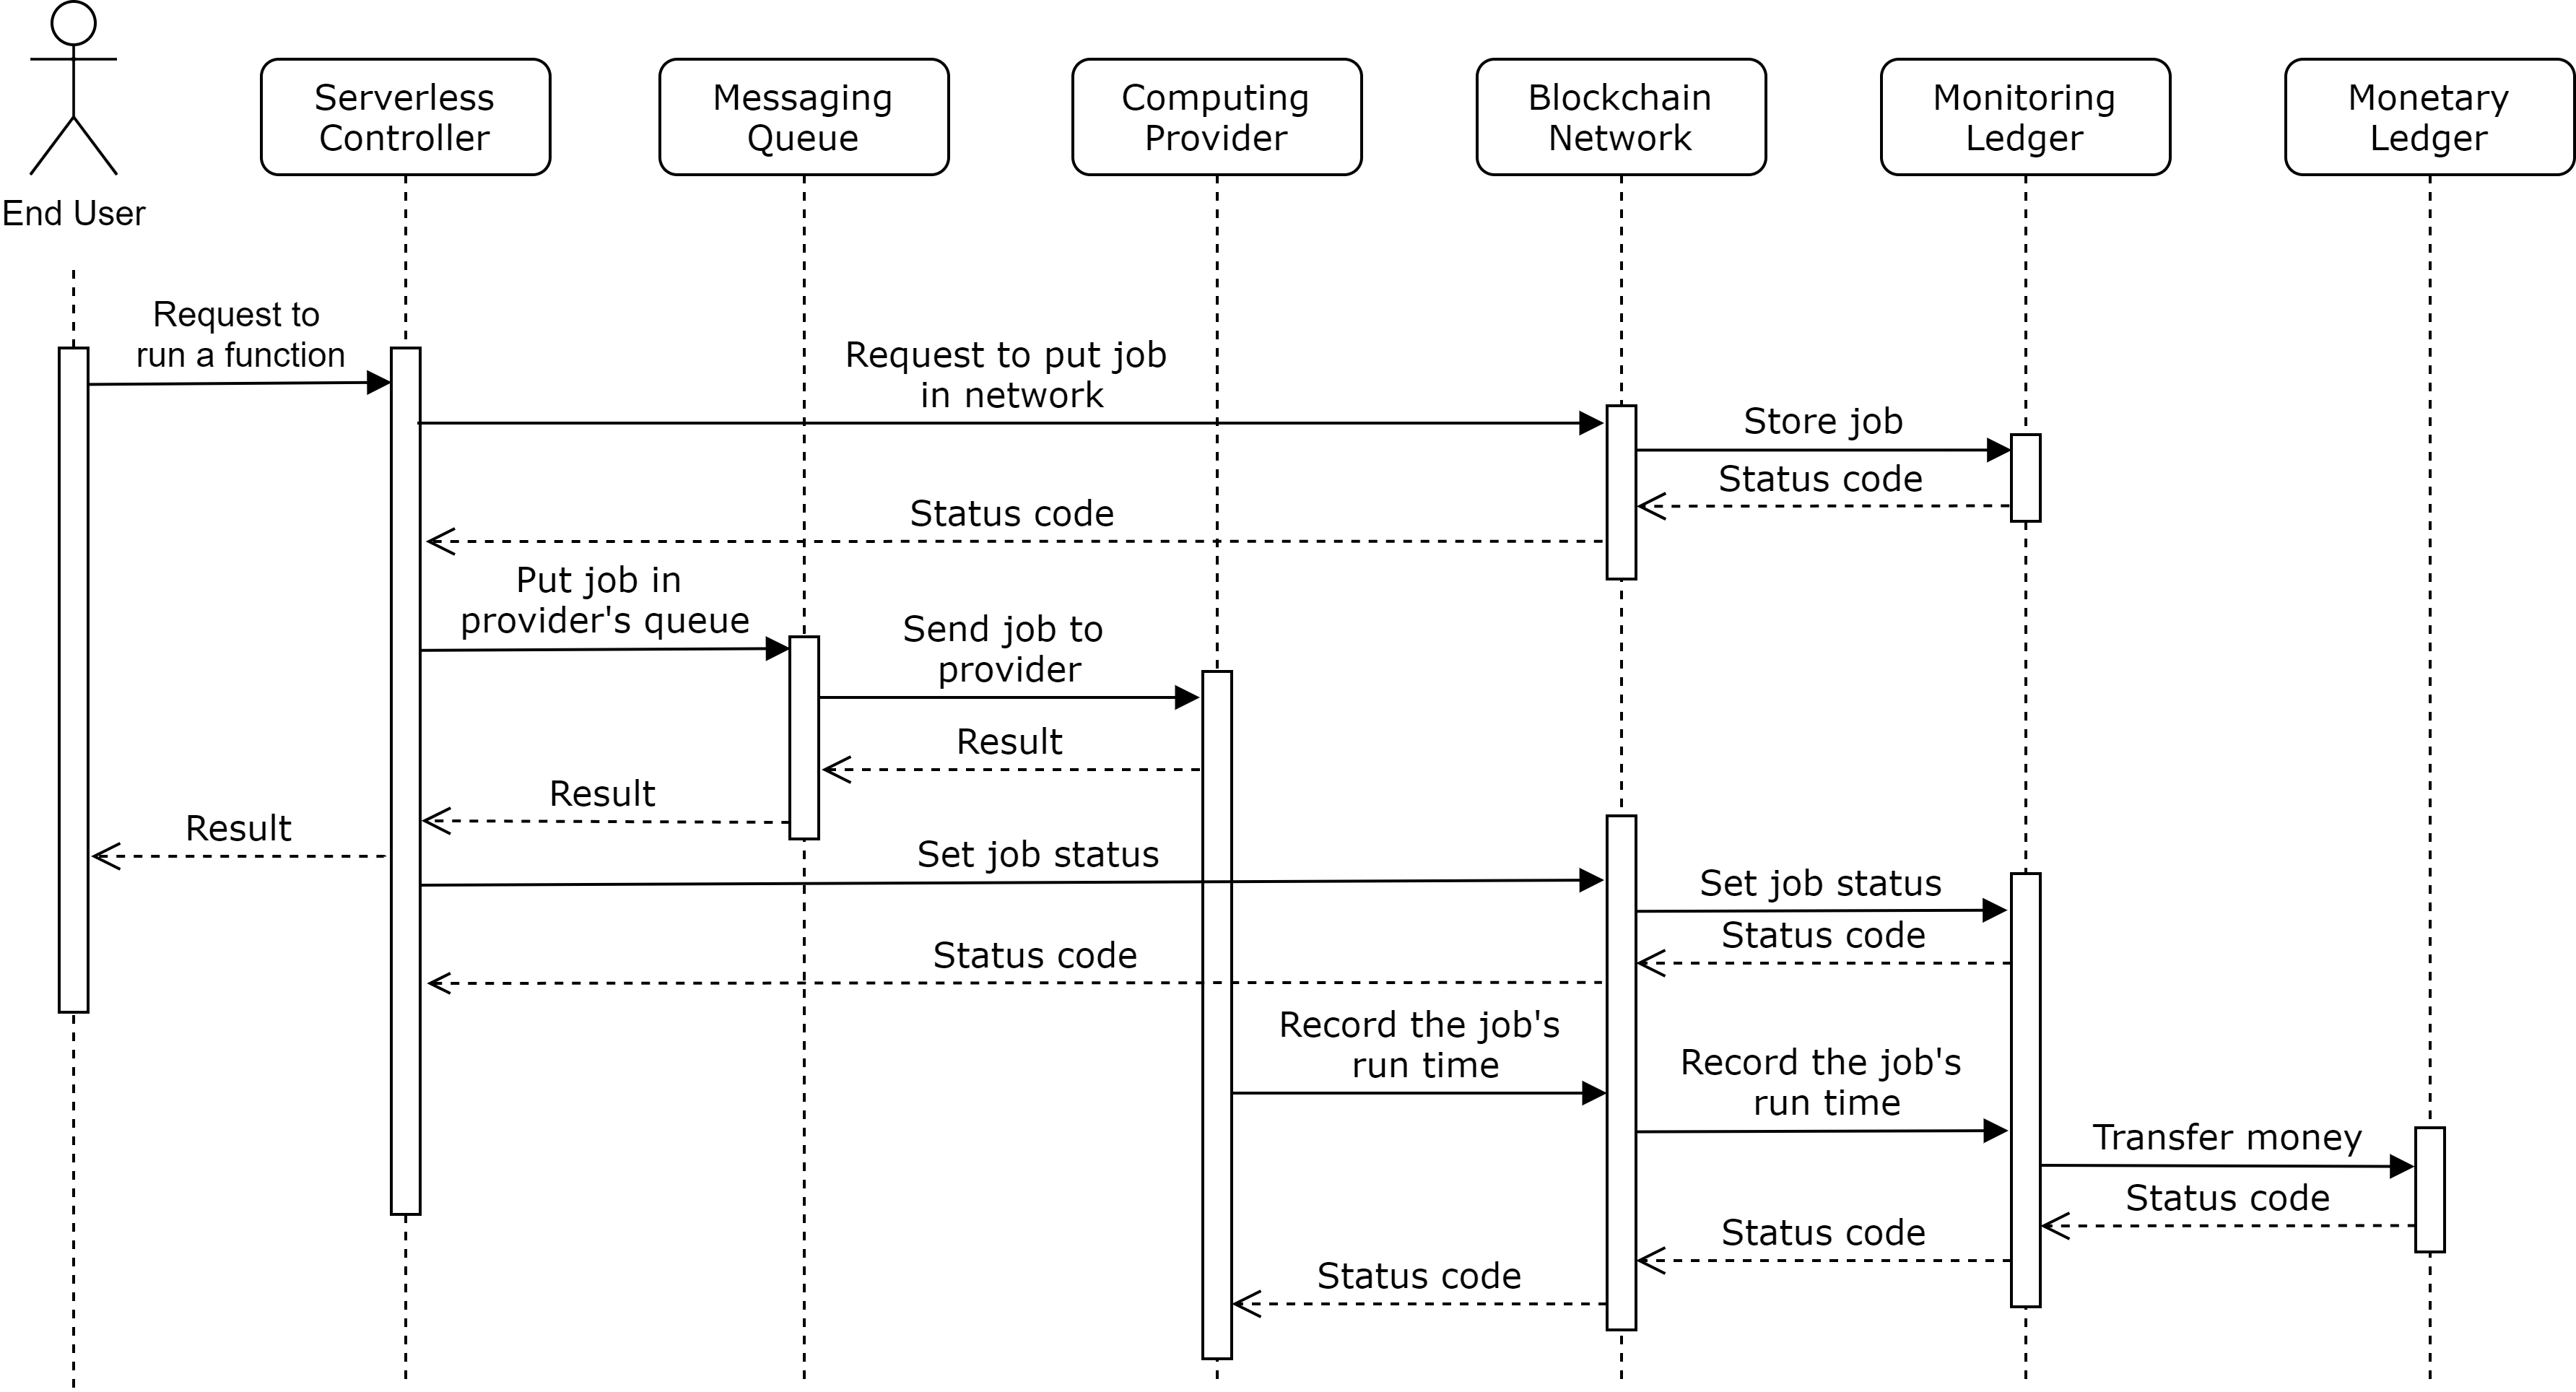 End User
Serverless
Controller
Messaging
Queue
Computing
Provider
Blockchain
Network
Monitoring
Ledger
Monetary
Ledger
Request to
run a function
Request to put job
in network
Store job
Status code
Status code
Put job in
provider's queue
Send job to
provider
Result
Result
Result
Set job status
Set job status
Status code
Status code
Record the job's
run time
Record the job's
run time
Transfer money
Status code
Status code
Status code